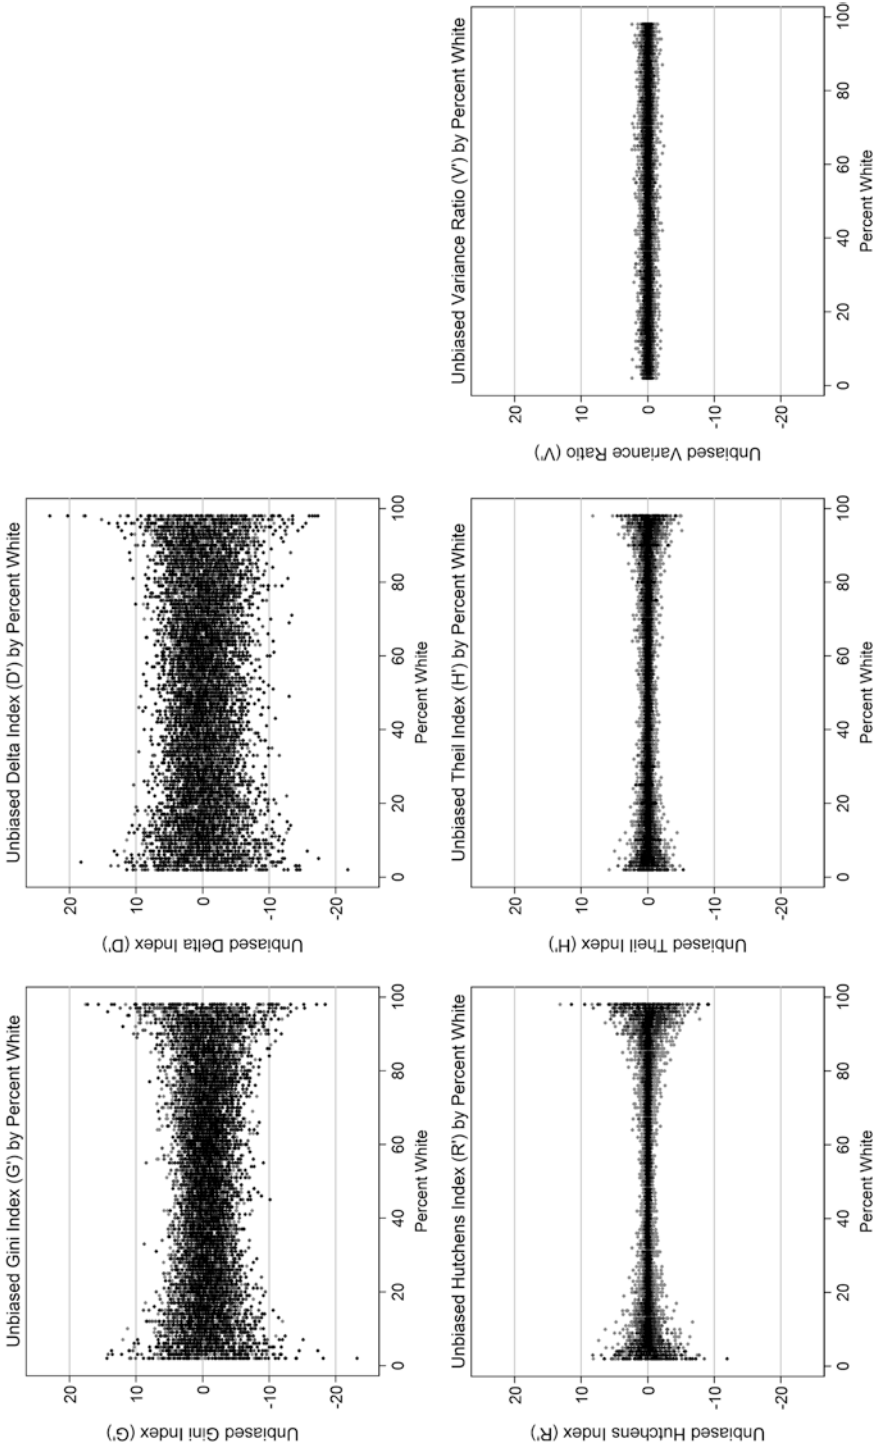 Unbiased Gini Index (G') by Percent White
Unbiased Gini Index (G')
20
10
0
-10
-20
0 20 40 60 80 100
Percent White
Unbiased Delta Index (D') by Percent White
Unbiased Delta Index (D')
20
10
0
-10
-20
0 20 40 60 80 100
Percent White
Unbiased Hutchens Index (R') by Percent White
Unbiased Hutchens Index (R')
20
10
0
-10
-20
0 20 40 60 80 100
Percent White
Unbiased Theil Index (H') by Percent White
Unbiased Theil Index (H')
20
10
0
-10
-20
0 20 40 60 80 100
Percent White
Unbiased Variance Ratio (V') by Percent White
Unbiased Variance Ratio (V')
20
10
0
-10
-20
0 20 40 60 80 100
Percent White